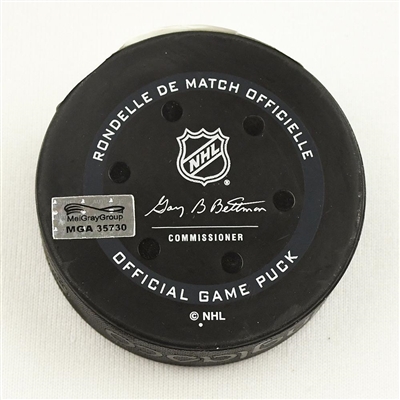 RONDELLE DE MATCH OFFICIELLE
NHL
Gary B Bettman
COMMISSIONER
MeiGrayGroup
MGA 35730
OFFICIAL GAME PUCK
© NHL